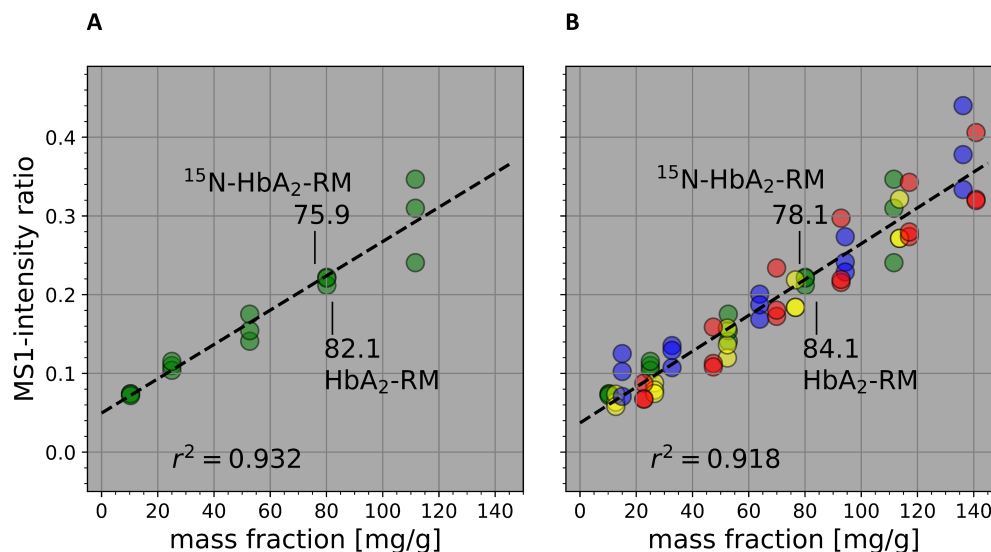 A
B
MS1-intensity ratio
0.4
0.3
0.2
0.1
0.0
¹⁵N-HbA₂-RM
75.9
82.1
HbA₂-RM
r² = 0.932
0 20 40 60 80 100 120 140
mass fraction [mg/g]
¹⁵N-HbA₂-RM
78.1
84.1
HbA₂-RM
r² = 0.918
0 20 40 60 80 100 120 140
mass fraction [mg/g]